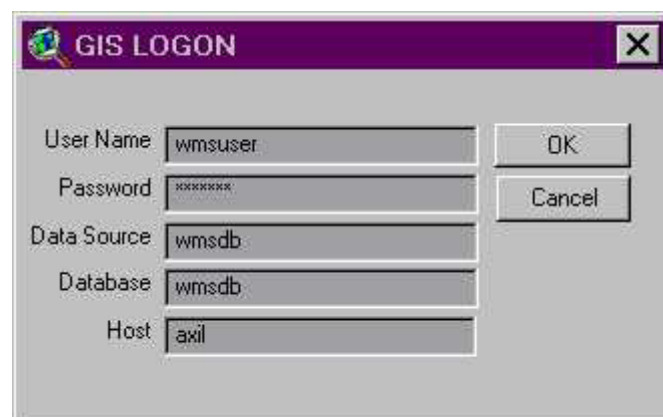 GIS LOGON
User Name wmsuser OK
Password ******* Cancel
Data Source wmsdb
Database wmsdb
Host axil